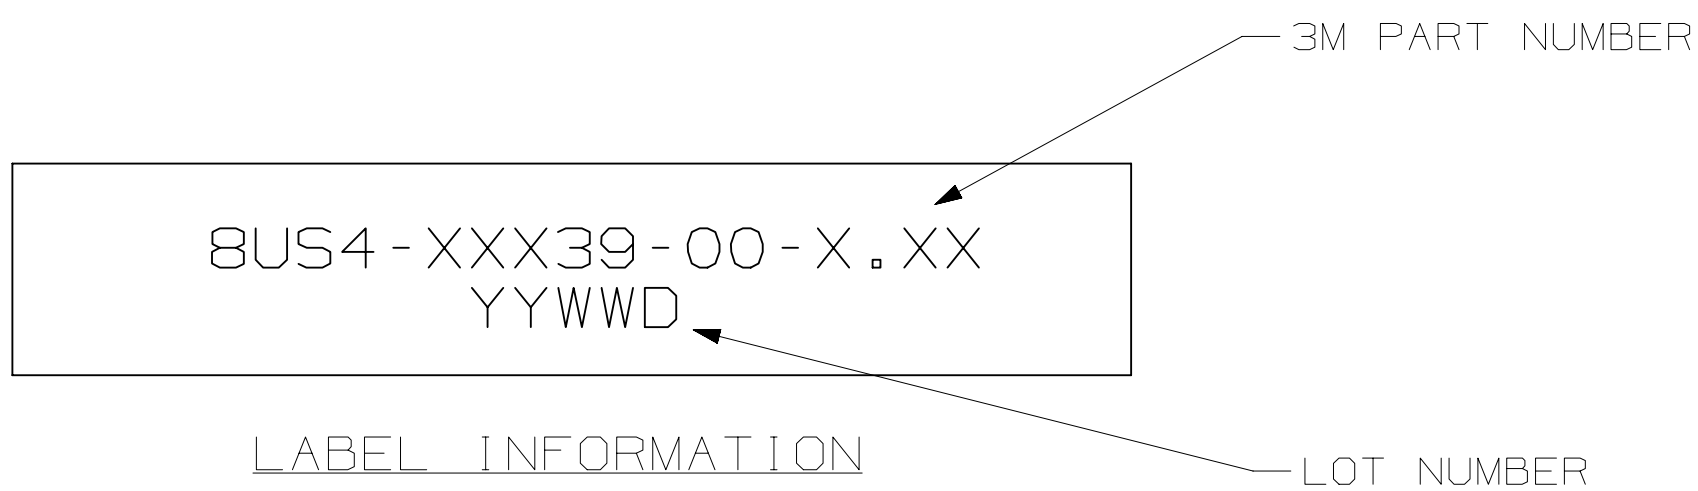 3M PART NUMBER
8US4-XXX39-00-X.XX
YYWWD
LABEL INFORMATION
LOT NUMBER